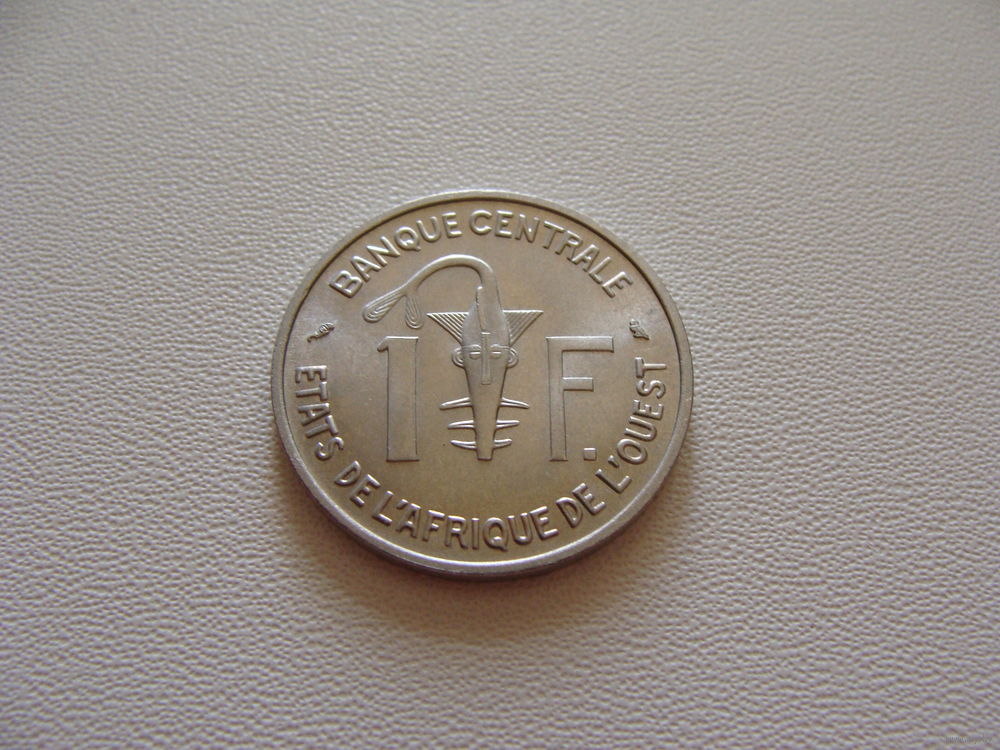 BANQUE CENTRALE
1 F.
ETATS DE L'AFRIQUE DE L'OUEST